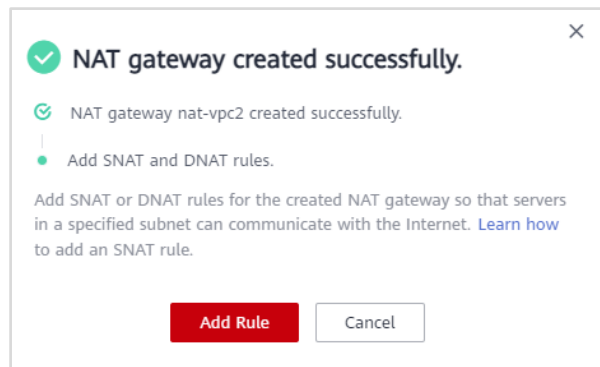 NAT gateway created successfully.
NAT gateway nat-vpc2 created successfully.
Add SNAT and DNAT rules.
Add SNAT or DNAT rules for the created NAT gateway so that servers
in a specified subnet can communicate with the Internet. Learn how
to add an SNAT rule.
Add Rule Cancel